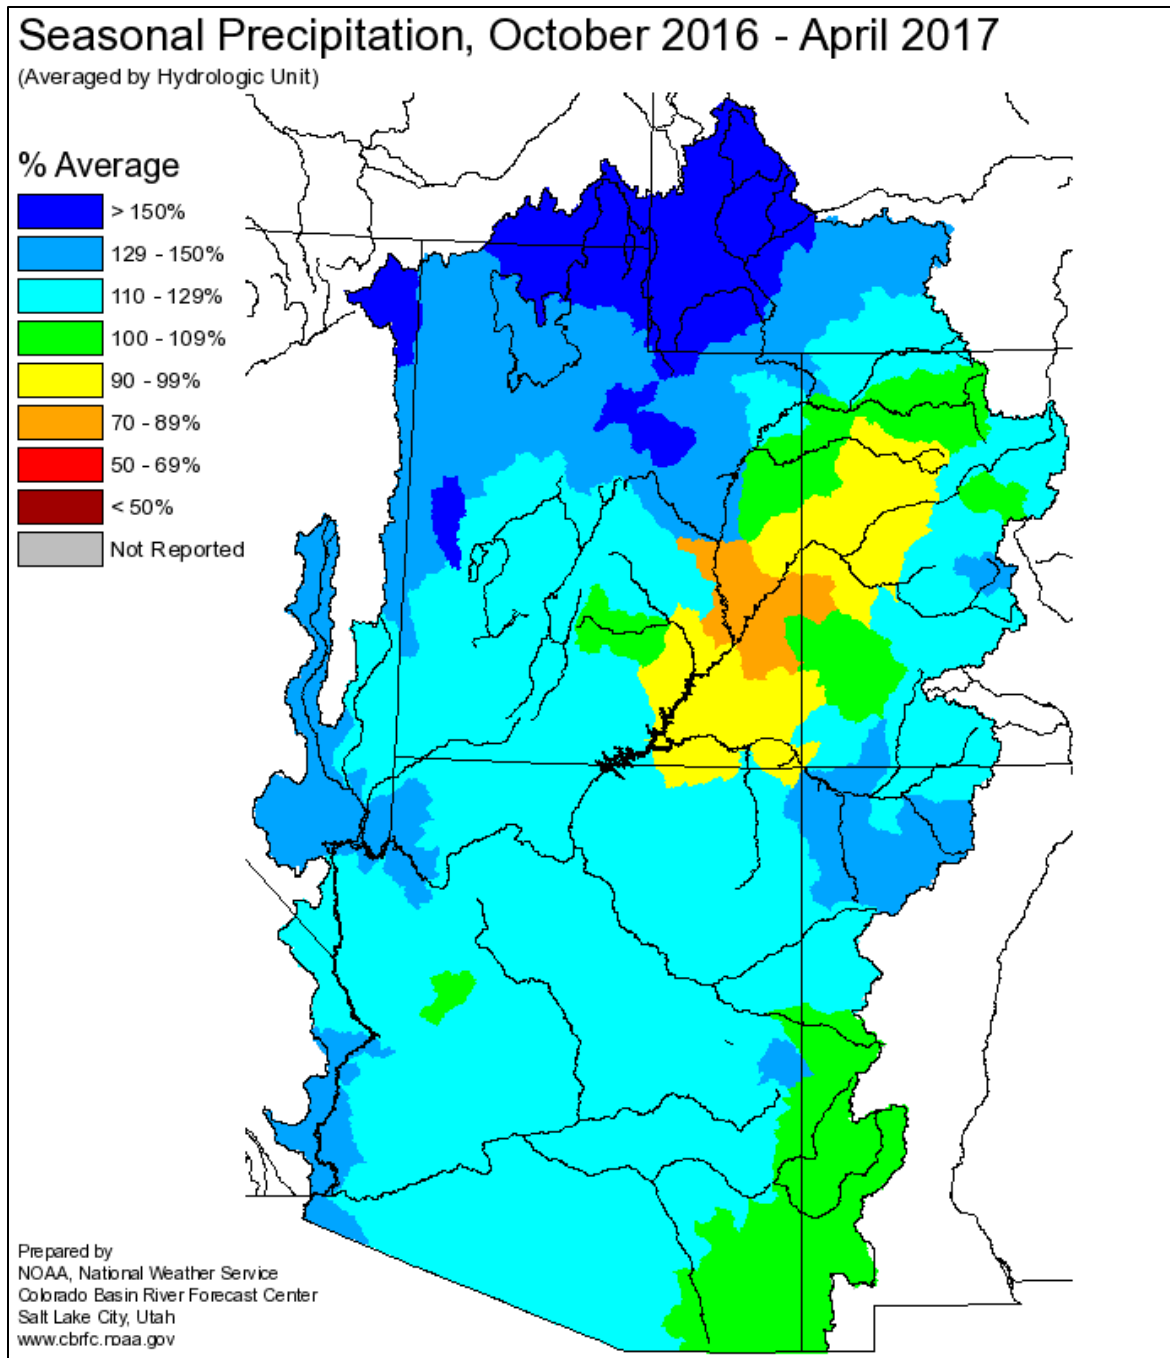 Seasonal Precipitation, October 2016 - April 2017
(Averaged by Hydrologic Unit)
% Average
> 150%
129 - 150%
110 - 129%
100 - 109%
90 - 99%
70 - 89%
50 - 69%
< 50%
Not Reported
Prepared by
NOAA, National Weather Service
Colorado Basin River Forecast Center
Salt Lake City, Utah
www.cbrfc.noaa.gov